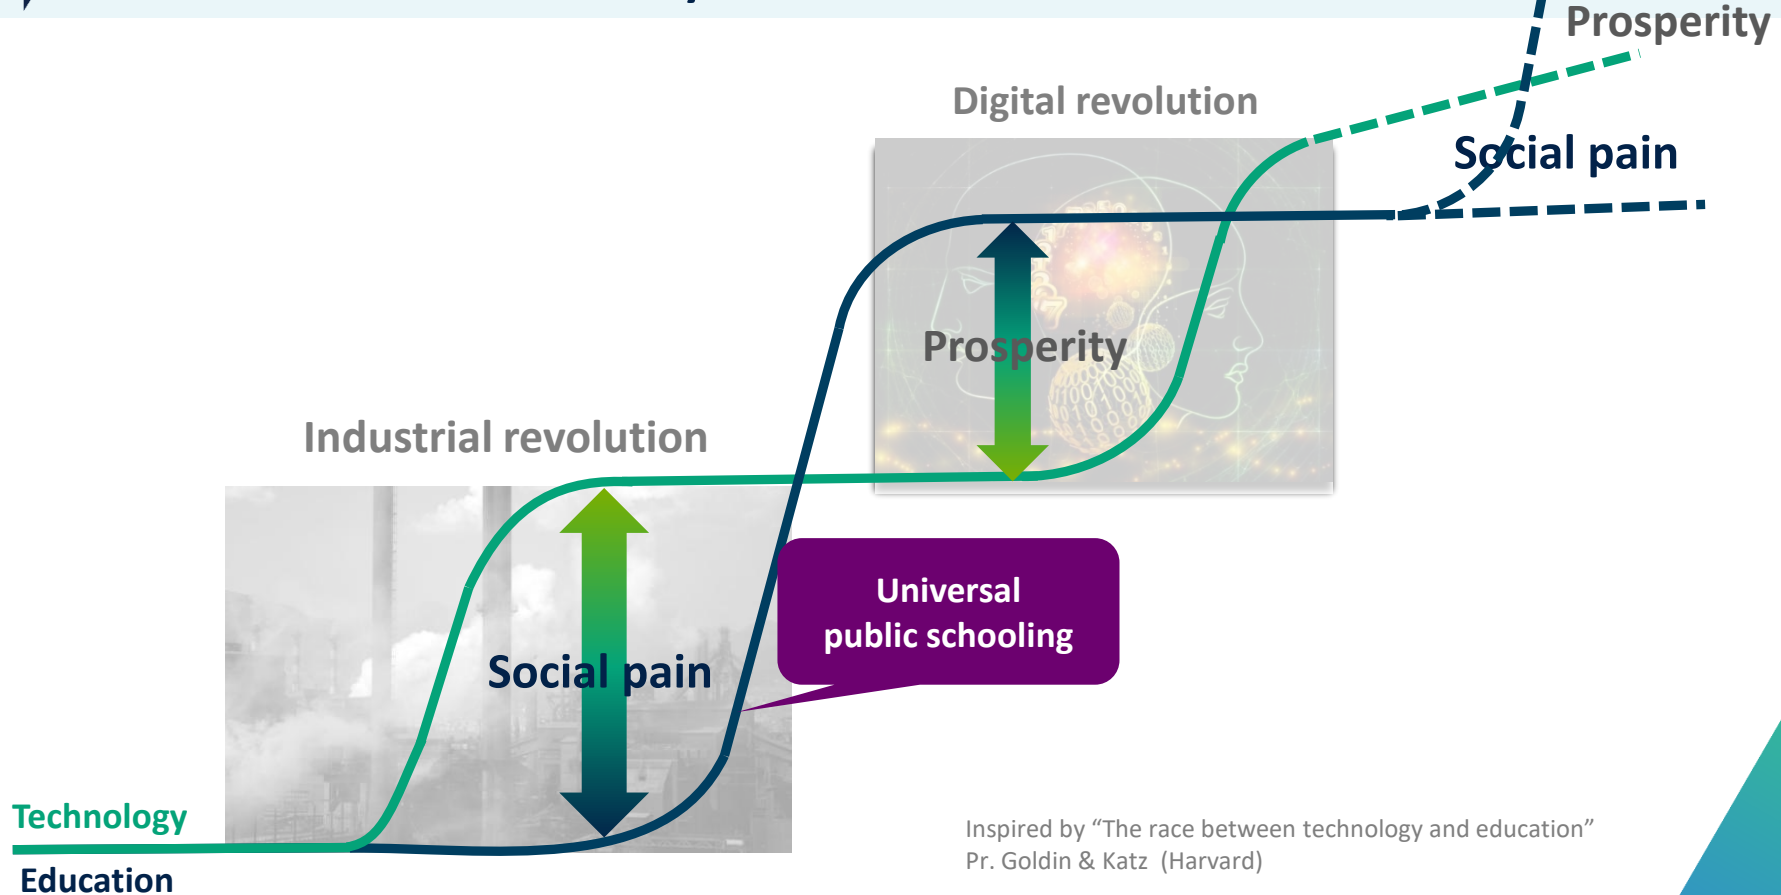 Prosperity
Digital revolution
Social pain
Prosperity
Industrial revolution
Universal
public schooling
Social pain
Technology
Education
Inspired by “The race between technology and education”
Pr. Goldin & Katz (Harvard)